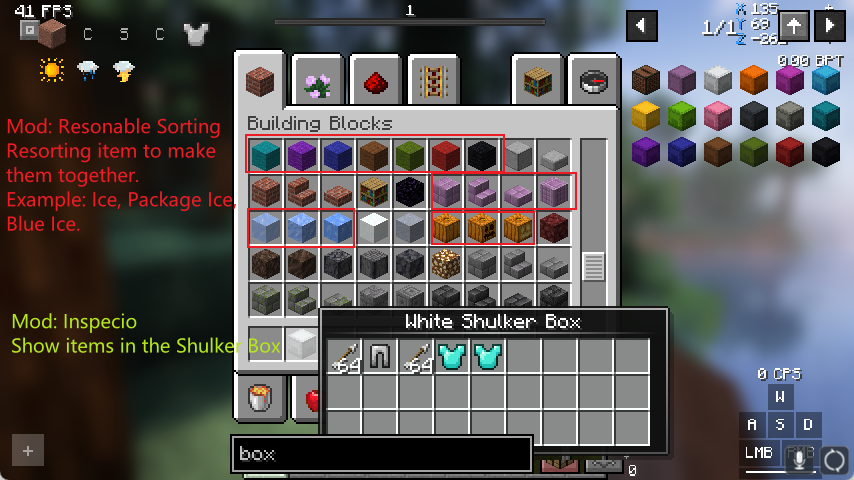 41 FPS
1
X 135
Y 69
C S C
1/1
0.00 BPT
Building Blocks
Mod: Resonable Sorting
Resorting item to make
them together.
Example: Ice, Package Ice,
Blue Ice.
Mod: Inspecio
Show items in the Shulker Box
White Shulker Box
64
64
0 CPS
W
A S D
LMB
box
0